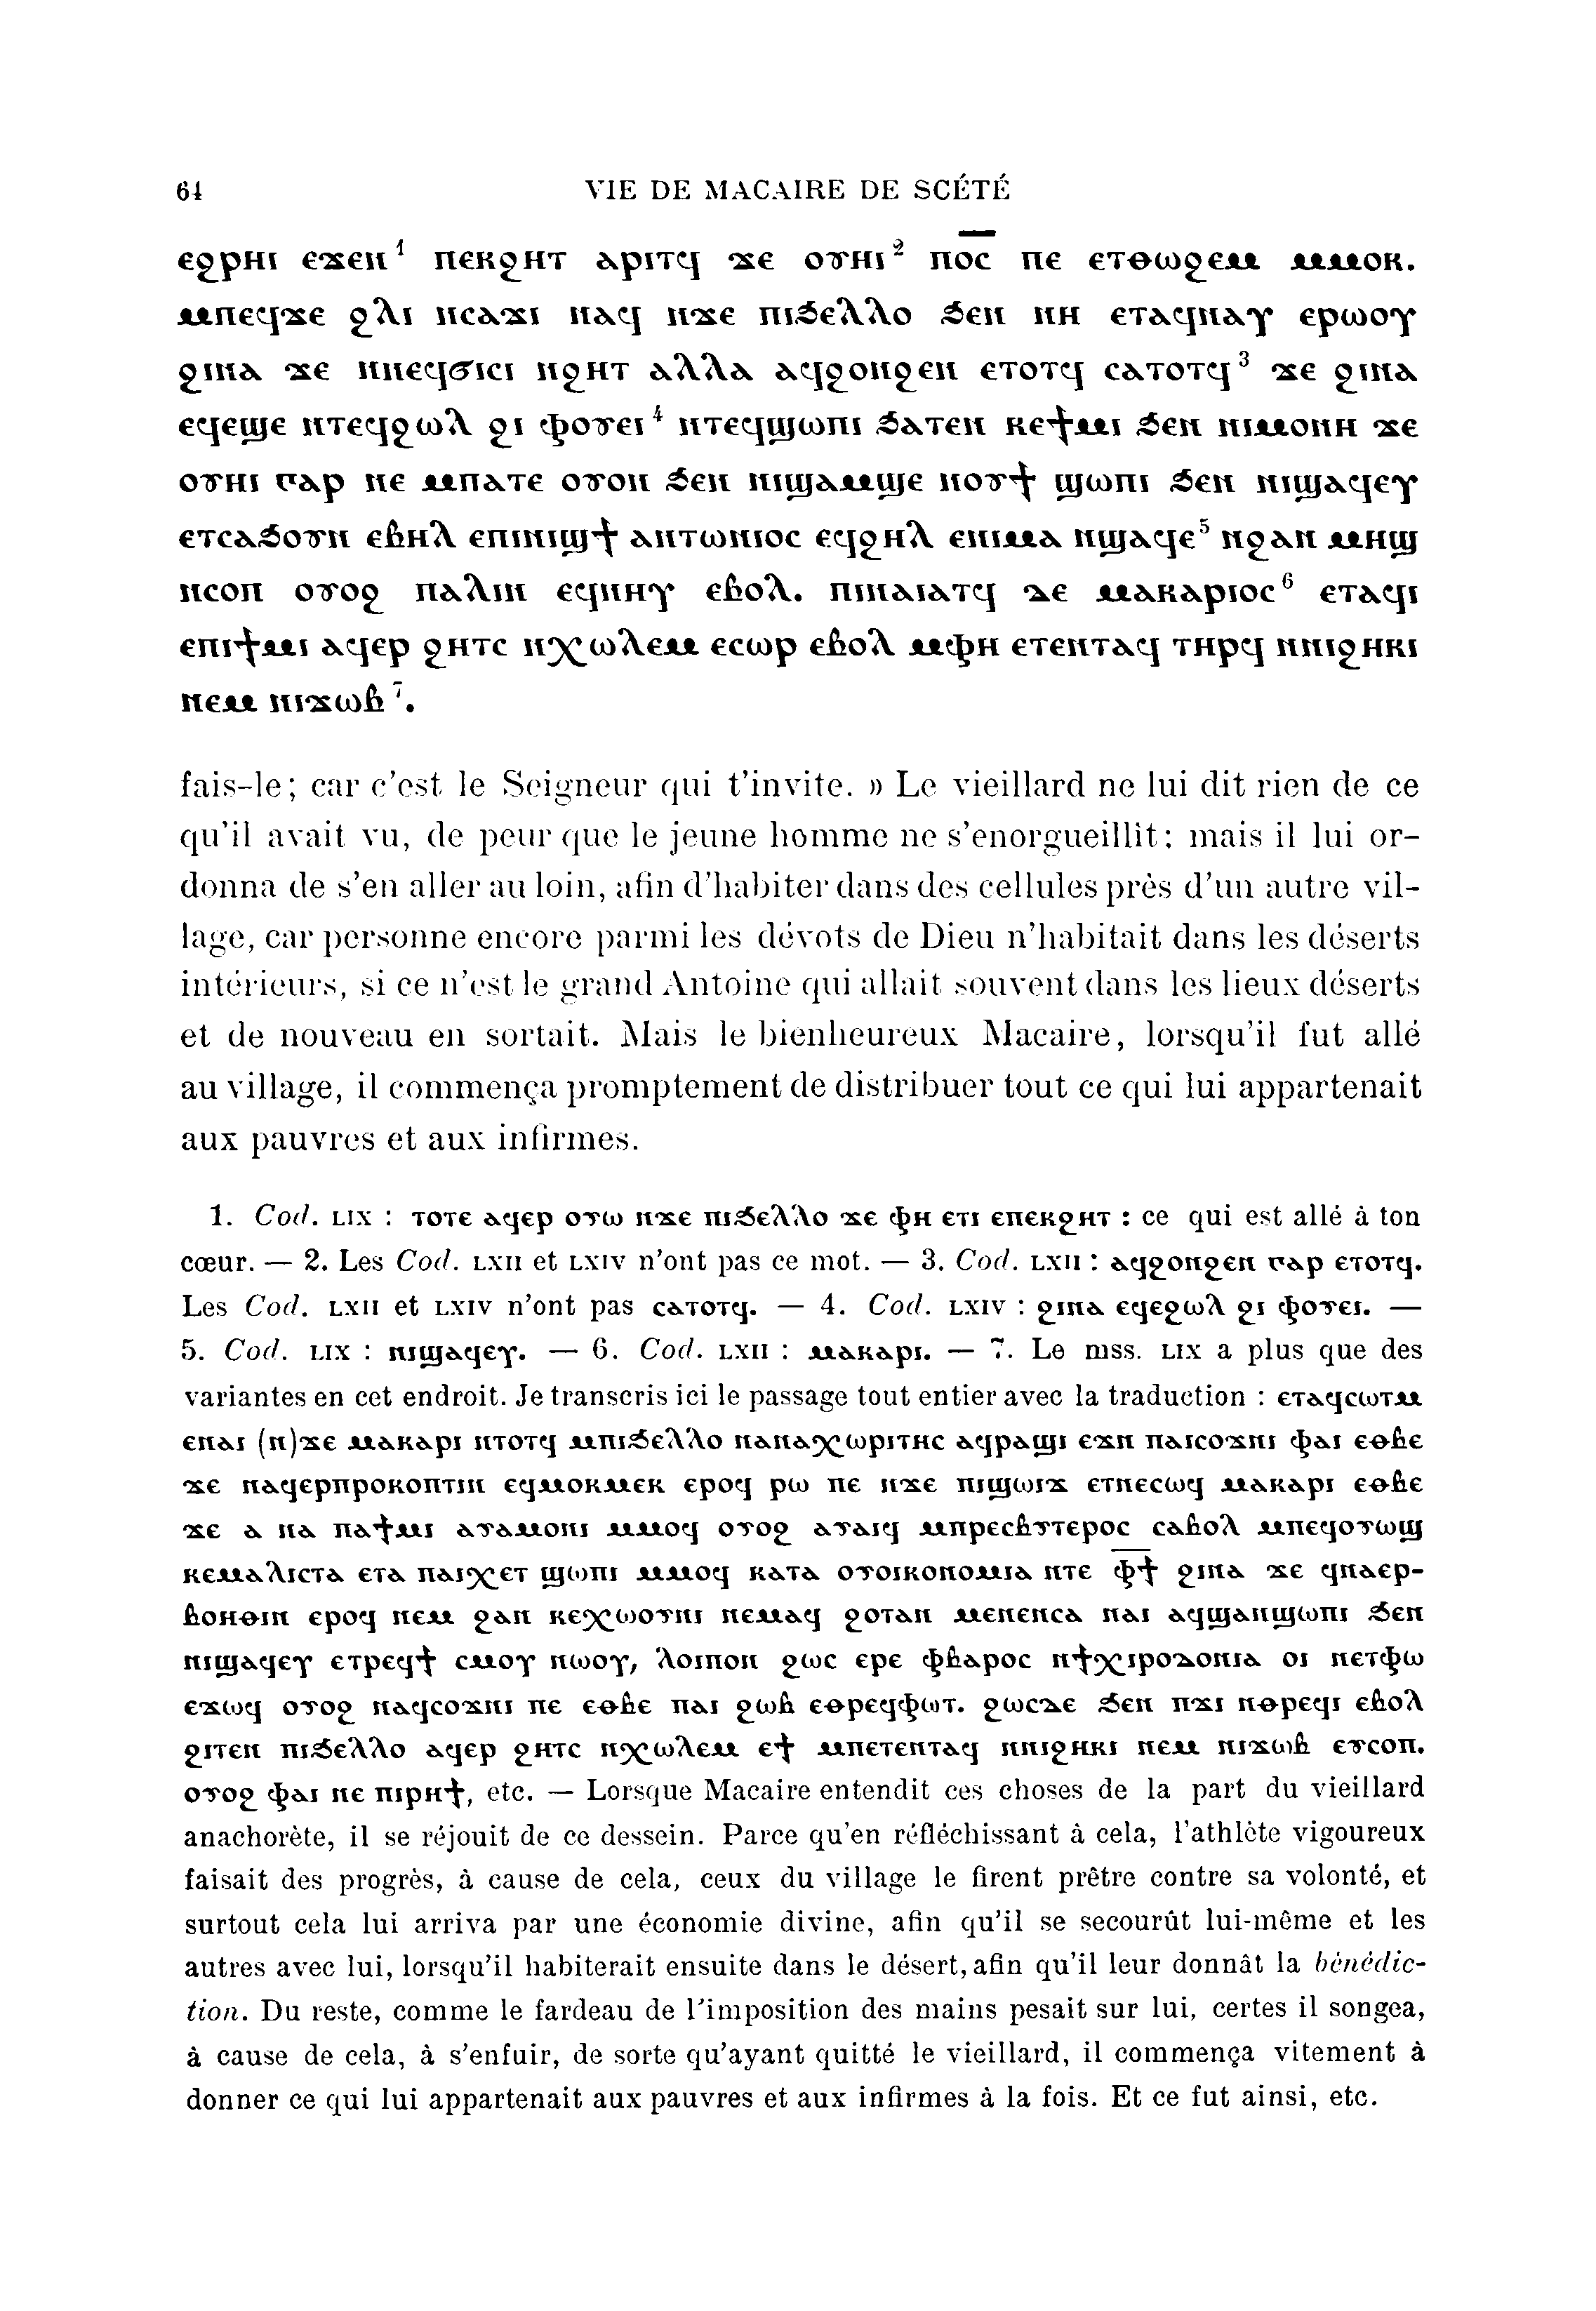 64 VIE DE MACAIRE DE SCÉTÉ
ⲉϩⲣⲏⲓ ⲉϫⲉⲛ¹ ⲡⲉⲕϩⲏⲧ ⲁⲣⲓⲧϥ ϫⲉ ⲟⲩⲏⲓ² ⲡⲟ̅ⲥ̅ ⲡⲉ ⲉⲧⲑⲱϩⲉⲙ ⲙⲙⲟⲕ.
ⲙⲡⲉϥϫⲉ ϩⲗⲓ ⲛⲥⲁϫⲓ ⲛⲁϥ ⲛϫⲉ ⲡⲓϧⲉⲗⲗⲟ ϧⲉⲛ ⲛⲏ ⲉⲧⲁϥⲛⲁⲩ ⲉⲣⲱⲟⲩ
ϩⲓⲛⲁ ϫⲉ ⲛⲛⲉϥϭⲓⲥⲓ ⲛϩⲏⲧ ⲁⲗⲗⲁ ⲁϥϩⲟⲛϩⲉⲛ ⲉⲧⲟⲧϥ ⲥⲁⲧⲟⲧϥ³ ϫⲉ ϩⲓⲛⲁ
ⲉϥⲉϣⲉ ⲛⲧⲉϥϩⲱⲗ ϩⲓ ⲫⲟⲩⲉⲓ⁴ ⲛⲧⲉϥϣⲱⲡⲓ ϧⲁⲧⲉⲛ ⲕⲉϯⲙⲓ ϧⲉⲛ ⲛⲓⲙⲟⲛⲏ ϫⲉ
ⲟⲩⲏⲓ ⲅⲁⲣ ⲛⲉ ⲙⲡⲁⲧⲉ ⲟⲩⲟⲛ ϧⲉⲛ ⲛⲓϣⲁⲙϣⲉ ⲛⲟⲩϯ ϣⲱⲡⲓ ϧⲉⲛ ⲛⲓϣⲁϥⲉⲩ
ⲉⲧⲥⲁϧⲟⲩⲛ ⲉⲃⲏⲗ ⲉⲡⲓⲛⲓϣϯ ⲁⲛⲧⲱⲛⲓⲟⲥ ⲉϥϩⲏⲗ ⲉⲛⲓⲙⲁ ⲛϣⲁϥⲉ⁵ ⲛϩⲁⲛ ⲙⲏϣ
ⲛⲥⲟⲡ ⲟⲩⲟϩ ⲡⲁⲗⲓⲛ ⲉϥⲛⲏⲩ ⲉⲃⲟⲗ. ⲡⲓⲛⲁⲓⲁⲧϥ ⲇⲉ ⲙⲁⲕⲁⲣⲓⲟⲥ⁶ ⲉⲧⲁϥⲓ
ⲉⲡⲓϯⲙⲓ ⲁϥⲉⲣ ϩⲏⲧⲥ ⲛⲭⲱⲗⲉⲙ ⲉⲥⲱⲣ ⲉⲃⲟⲗ ⲙⲫⲏ ⲉⲧⲉⲛⲧⲁϥ ⲧⲏⲣϥ ⲛⲛⲓϩⲏⲕⲓ
ⲛⲉⲙ ⲛⲓϫⲱⲃ⁷.
fais-le; car c'est le Seigneur qui t'invite. » Le vieillard ne lui dit rien de ce
qu'il avait vu, de peur que le jeune homme ne s'enorgueillît; mais il lui or-
donna de s'en aller au loin, afin d'habiter dans des cellules près d'un autre vil-
lage, car personne encore parmi les dévots de Dieu n'habitait dans les déserts
intérieurs, si ce n'est le grand Antoine qui allait souvent dans les lieux déserts
et de nouveau en sortait. Mais le bienheureux Macaire, lorsqu'il fut allé
au village, il commença promptement de distribuer tout ce qui lui appartenait
aux pauvres et aux infirmes.
1. Cod. LIX : ⲧⲟⲧⲉ ⲁϥⲉⲣ ⲟⲩⲱ ⲛϫⲉ ⲡⲓϧⲉⲗⲗⲟ ϫⲉ ⲫⲏ ⲉⲧⲓ ⲉⲡⲉⲕϩⲏⲧ : ce qui est allé à ton
cœur. — 2. Les Cod. LXII et LXIV n'ont pas ce mot. — 3. Cod. LXII : ⲁϥϩⲟⲛϩⲉⲛ ⲅⲁⲣ ⲉⲧⲟⲧϥ.
Les Cod. LXII et LXIV n'ont pas ⲥⲁⲧⲟⲧϥ. — 4. Cod. LXIV : ϩⲓⲛⲁ ⲉϥⲉϩⲱⲗ ϩⲓ ⲫⲟⲩⲉⲓ. —
5. Cod. LIX : ⲛⲓϣⲁϥⲉⲩ. — 6. Cod. LXII : ⲙⲁⲕⲁⲣⲓ. — 7. Le mss. LIX a plus que des
variantes en cet endroit. Je transcris ici le passage tout entier avec la traduction : ⲉⲧⲁϥⲥⲱⲧⲙ
ⲉⲛⲁⲓ (ⲛ)ϫⲉ ⲙⲁⲕⲁⲣⲓ ⲛⲧⲟⲧϥ ⲙⲡⲓϧⲉⲗⲗⲟ ⲛⲁⲛⲁⲭⲱⲣⲓⲧⲏⲥ ⲁϥⲣⲁϣⲓ ⲉϫⲛ ⲡⲁⲓⲥⲟϫⲛⲓ ⲫⲁⲓ ⲉⲑⲃⲉ
ϫⲉ ⲛⲁϥⲉⲣⲡⲣⲟⲕⲟⲡⲧⲓⲛ ⲉϥⲙⲟⲕⲙⲉⲕ ⲉⲣⲟϥ ⲣⲱ ⲡⲉ ⲛϫⲉ ⲡⲓϣⲱⲓϫ ⲉⲧⲛⲉⲥⲱϥ ⲙⲁⲕⲁⲣⲓ ⲉⲑⲃⲉ
ϫⲉ ⲁ ⲛⲁ ⲡⲁϯⲙⲓ ⲁⲩⲁⲙⲟⲛⲓ ⲙⲙⲟϥ ⲟⲩⲟϩ ⲁⲩⲁⲓϥ ⲙⲡⲣⲉⲥⲃⲩⲧⲉⲣⲟⲥ ⲥⲁⲃⲟⲗ ⲙⲡⲉϥⲟⲩⲱϣ
ⲕⲉⲙⲁⲗⲓⲥⲧⲁ ⲉⲧⲁ ⲡⲁⲓⲭⲉⲧ ϣⲱⲡⲓ ⲙⲙⲟϥ ⲕⲁⲧⲁ ⲟⲩⲟⲓⲕⲟⲛⲟⲙⲓⲁ ⲛⲧⲉ ⲫ̅ϯ̅ ϩⲓⲛⲁ ϫⲉ ϥⲛⲁⲉⲣ-
ⲃⲟⲏⲑⲓⲛ ⲉⲣⲟϥ ⲛⲉⲙ ϩⲁⲛ ⲕⲉⲭⲱⲟⲩⲛⲓ ⲛⲉⲙⲁϥ ϩⲟⲧⲁⲛ ⲙⲉⲛⲉⲛⲥⲁ ⲛⲁⲓ ⲁϥϣⲁⲛϣⲱⲡⲓ ϧⲉⲛ
ⲛⲓϣⲁϥⲉⲩ ⲉⲧⲣⲉϥϯ ⲥⲙⲟⲩ ⲛⲱⲟⲩ, ⲗⲟⲓⲡⲟⲛ ϩⲱⲥ ⲉⲣⲉ ⲫⲃⲁⲣⲟⲥ ⲛϯⲭⲓⲣⲟⲇⲟⲛⲓⲁ ⲟⲓ ⲛⲉⲧⲫⲱ
ⲉϫⲱϥ ⲟⲩⲟϩ ⲛⲁϥⲥⲟϫⲛⲓ ⲡⲉ ⲉⲑⲃⲉ ⲡⲁⲓ ϩⲱⲃ ⲉⲑⲣⲉϥⲫⲱⲧ. ϩⲱⲥⲇⲉ ϧⲉⲛ ⲡϫⲓ ⲛⲑⲣⲉϥⲓ ⲉⲃⲟⲗ
ϩⲓⲧⲉⲛ ⲡⲓϧⲉⲗⲗⲟ ⲁϥⲉⲣ ϩⲏⲧⲥ ⲛⲭⲱⲗⲉⲙ ⲉϯ ⲙⲡⲉⲧⲉⲛⲧⲁϥ ⲛⲛⲓϩⲏⲕⲓ ⲛⲉⲙ ⲛⲓϫⲱⲃ ⲉⲩⲥⲟⲡ.
ⲟⲩⲟϩ ⲫⲁⲓ ⲡⲉ ⲡⲓⲣⲏϯ, etc. — Lorsque Macaire entendit ces choses de la part du vieillard
anachorète, il se réjouit de ce dessein. Parce qu'en réfléchissant à cela, l'athlète vigoureux
faisait des progrès, à cause de cela, ceux du village le firent prêtre contre sa volonté, et
surtout cela lui arriva par une économie divine, afin qu'il se secourût lui-même et les
autres avec lui, lorsqu'il habiterait ensuite dans le désert, afin qu'il leur donnât la bénédic-
tion. Du reste, comme le fardeau de l'imposition des mains pesait sur lui, certes il songea,
à cause de cela, à s'enfuir, de sorte qu'ayant quitté le vieillard, il commença vitement à
donner ce qui lui appartenait aux pauvres et aux infirmes à la fois. Et ce fut ainsi, etc.